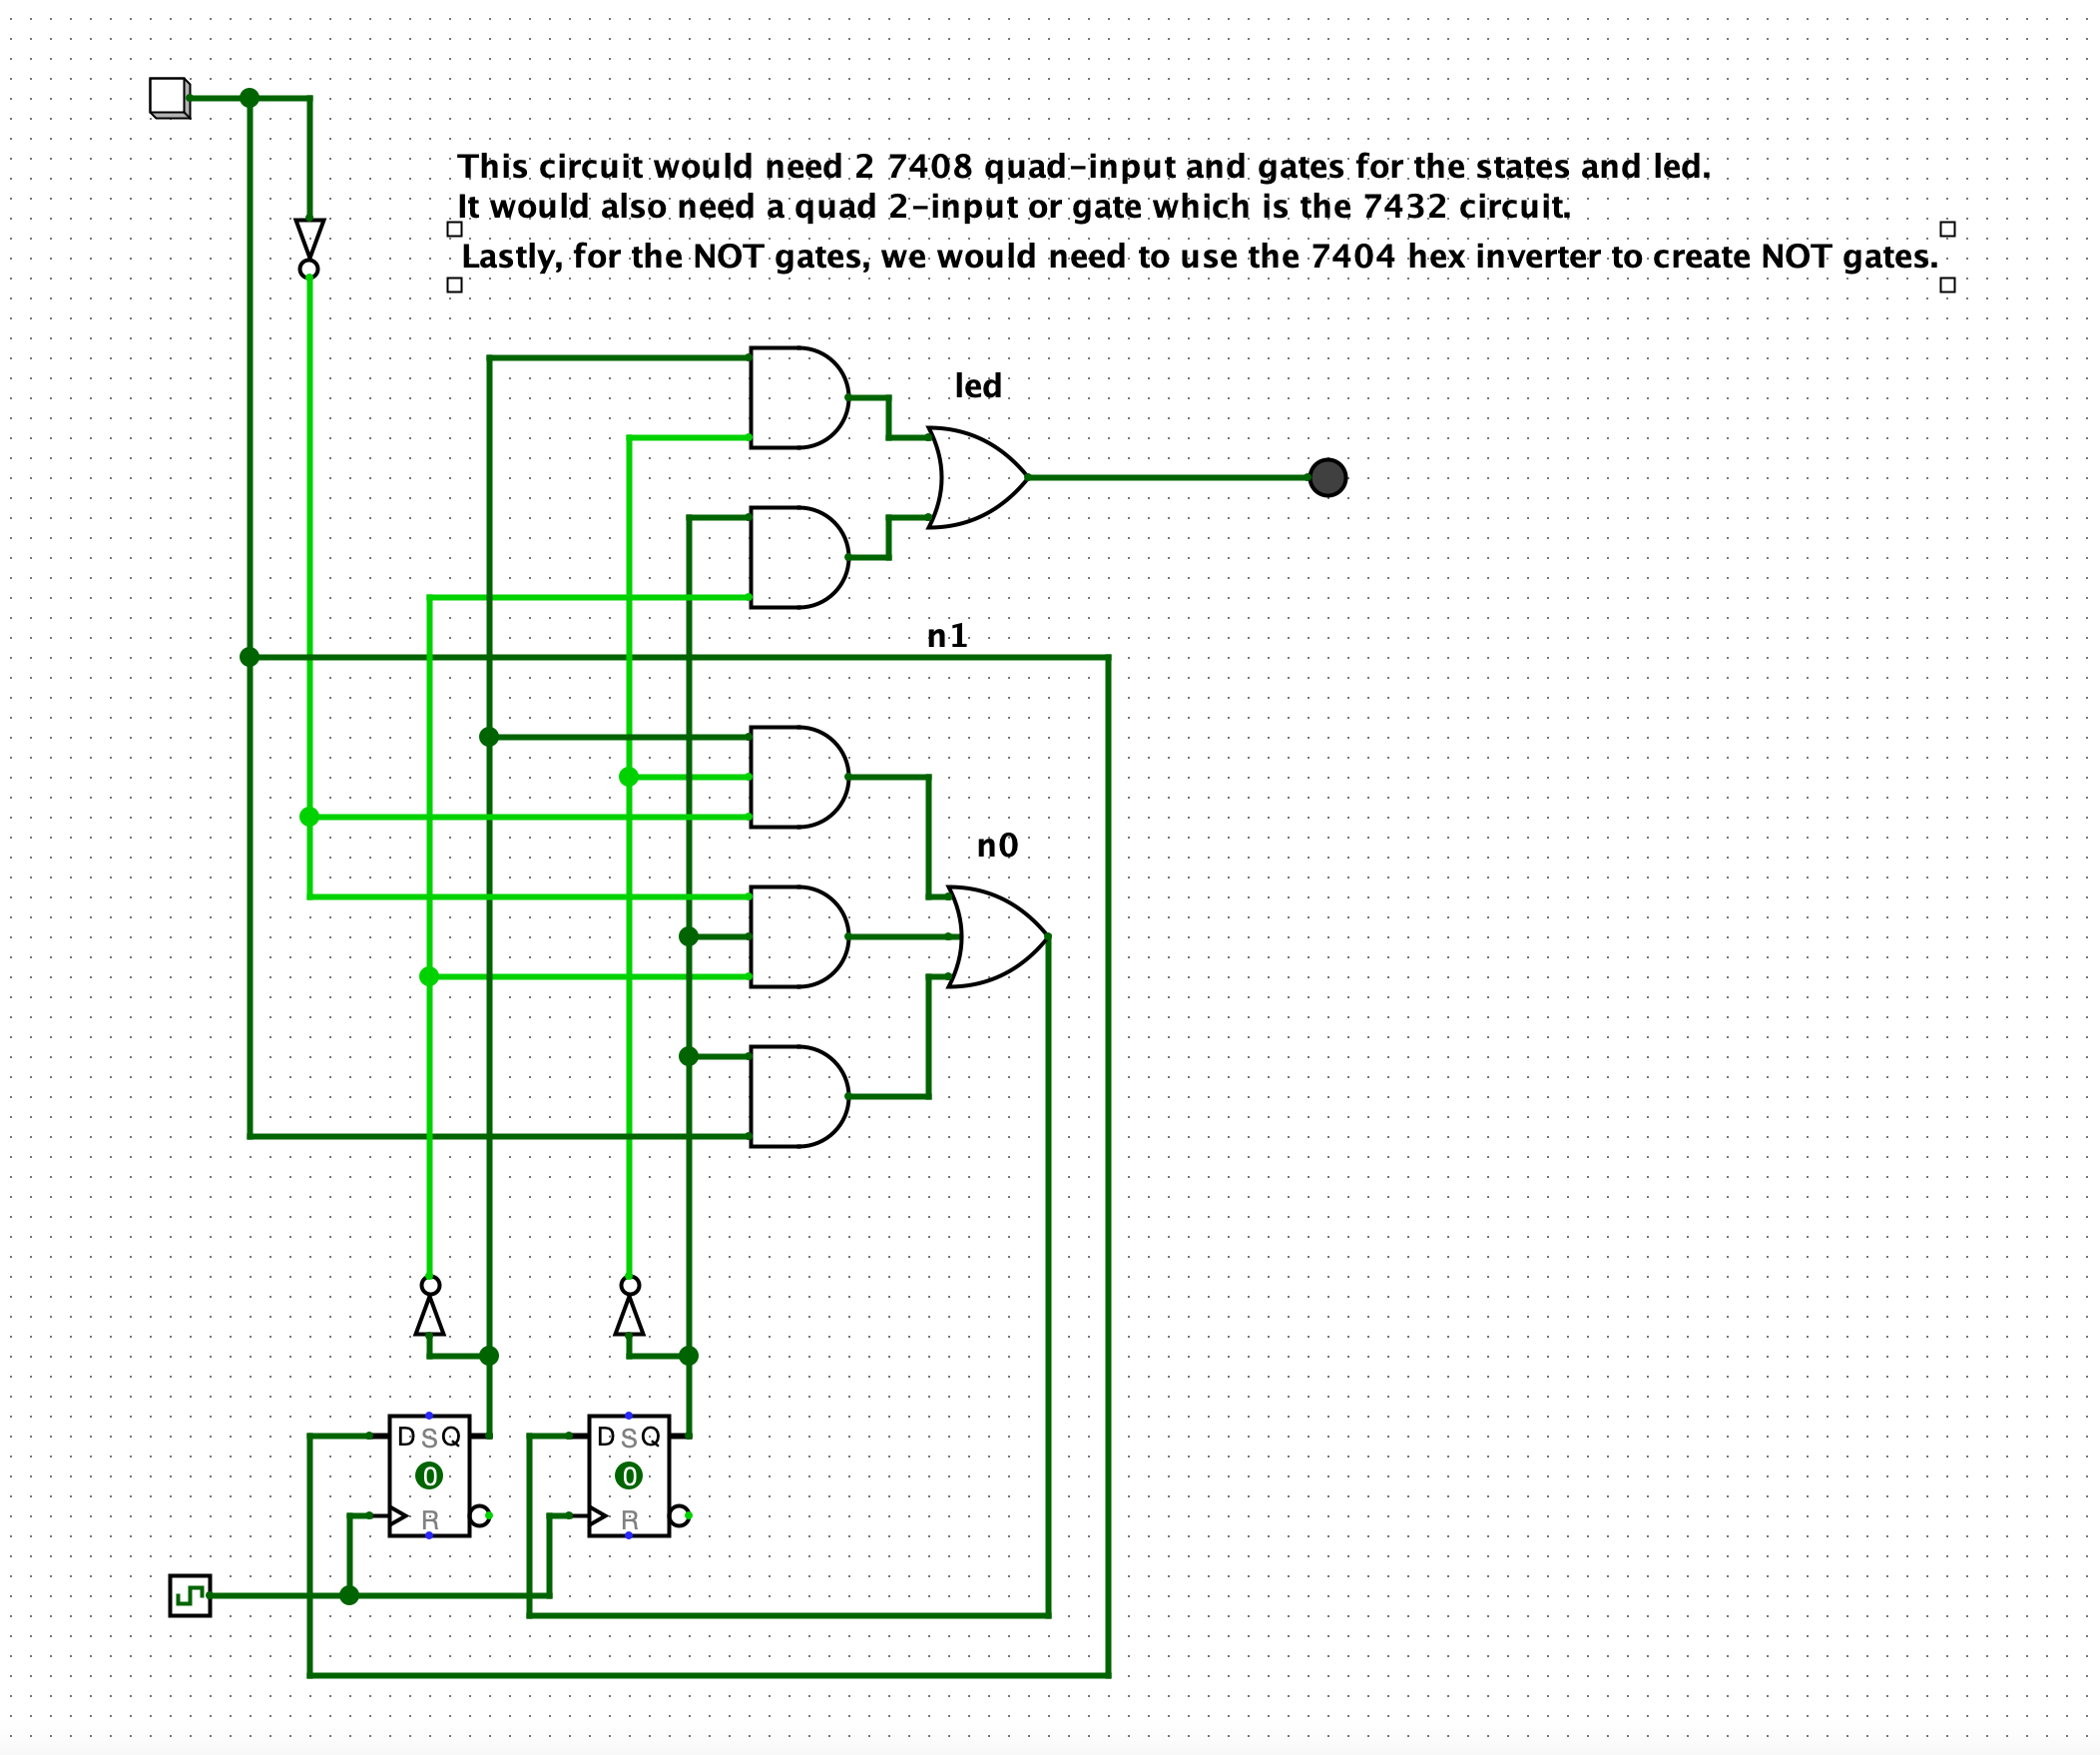 This circuit would need 2 7408 quad-input and gates for the states and led.
It would also need a quad 2-input or gate which is the 7432 circuit.
Lastly, for the NOT gates, we would need to use the 7404 hex inverter to create NOT gates.
led
n1
n0
D S Q
0
R
D S Q
0
R